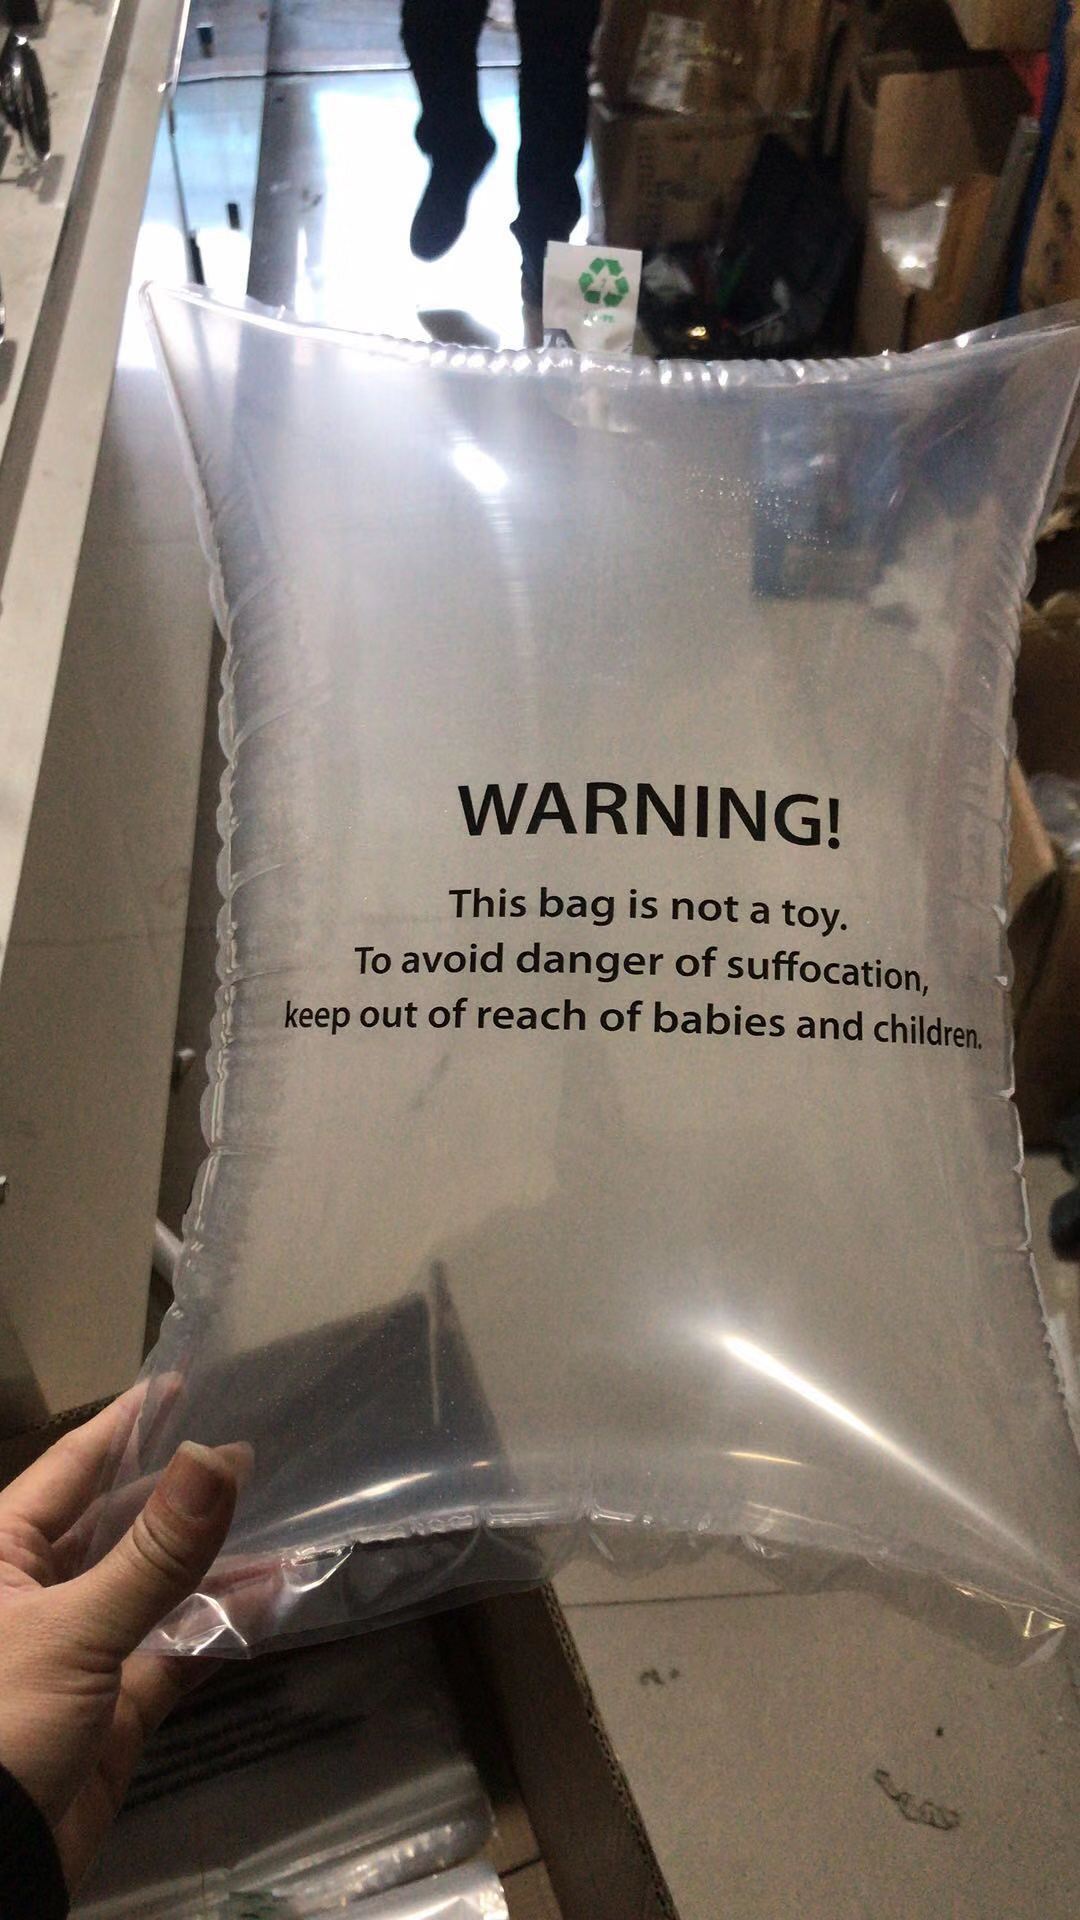 WARNING!
This bag is not a toy.
To avoid danger of suffocation,
keep out of reach of babies and children.